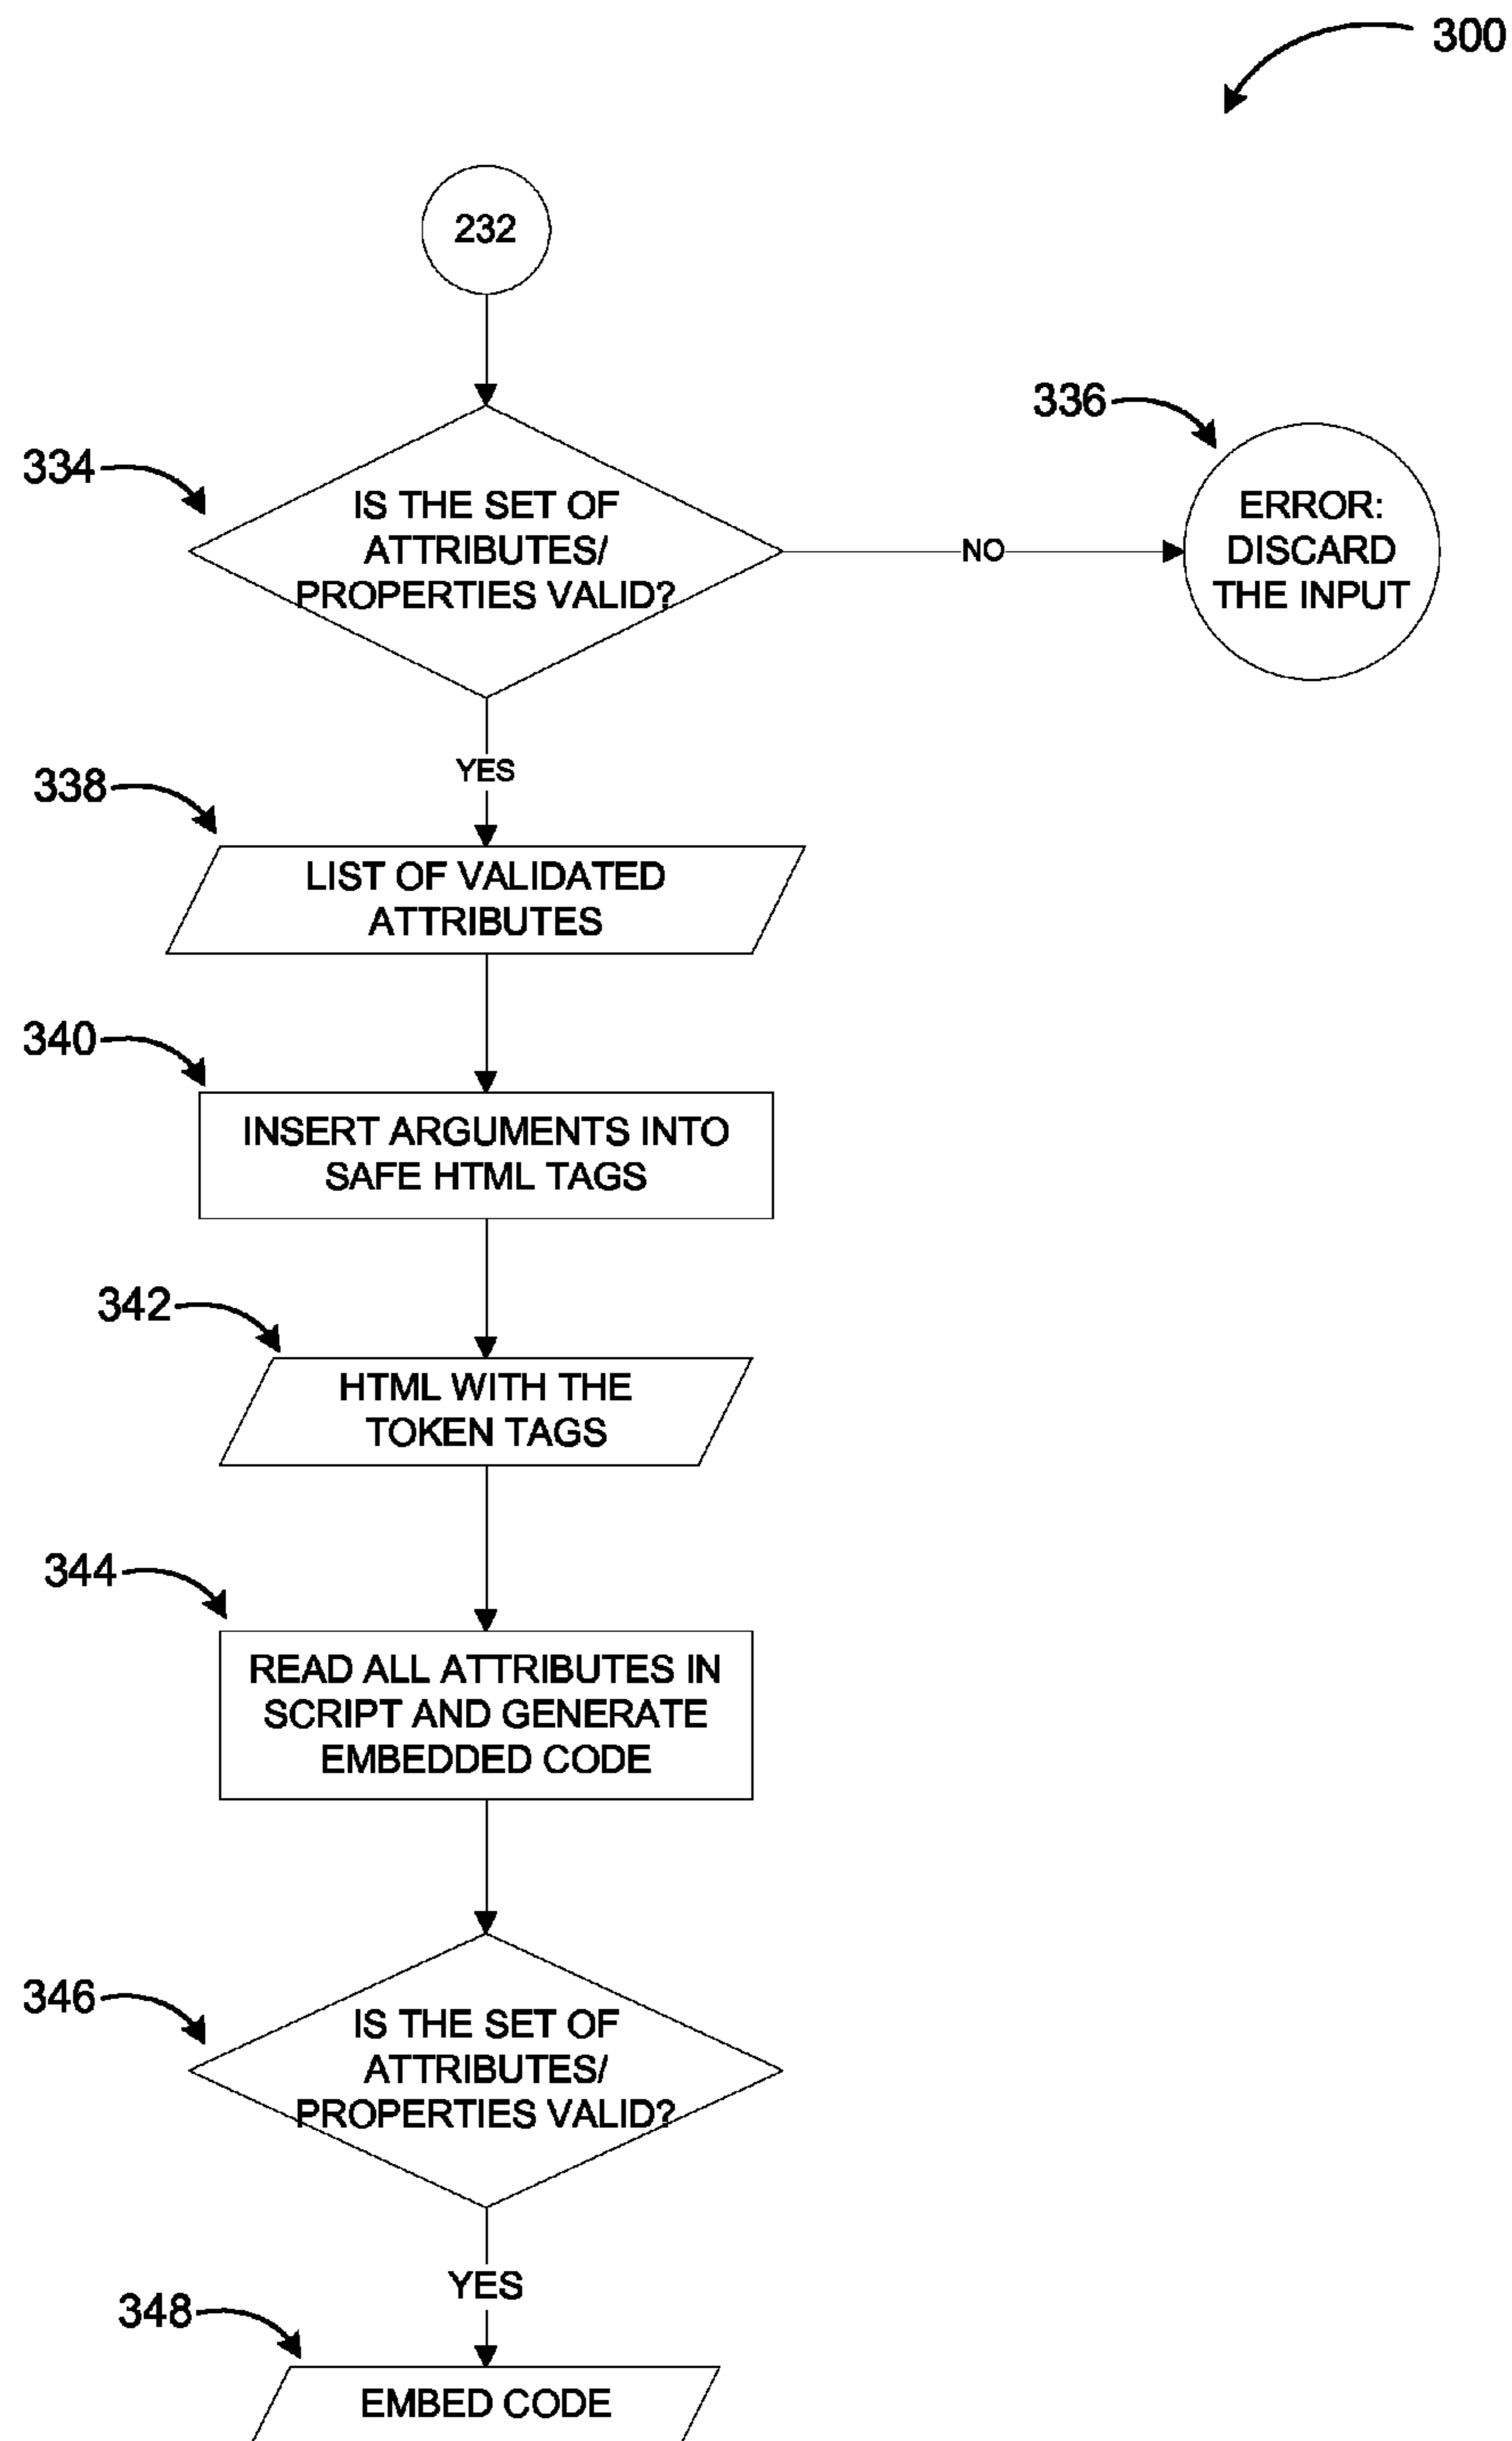 300
232
334
IS THE SET OF
ATTRIBUTES/
PROPERTIES VALID?
NO
336
ERROR:
DISCARD
THE INPUT
YES
338
LIST OF VALIDATED
ATTRIBUTES
340
INSERT ARGUMENTS INTO
SAFE HTML TAGS
342
HTML WITH THE
TOKEN TAGS
344
READ ALL ATTRIBUTES IN
SCRIPT AND GENERATE
EMBEDDED CODE
346
IS THE SET OF
ATTRIBUTES/
PROPERTIES VALID?
YES
348
EMBED CODE